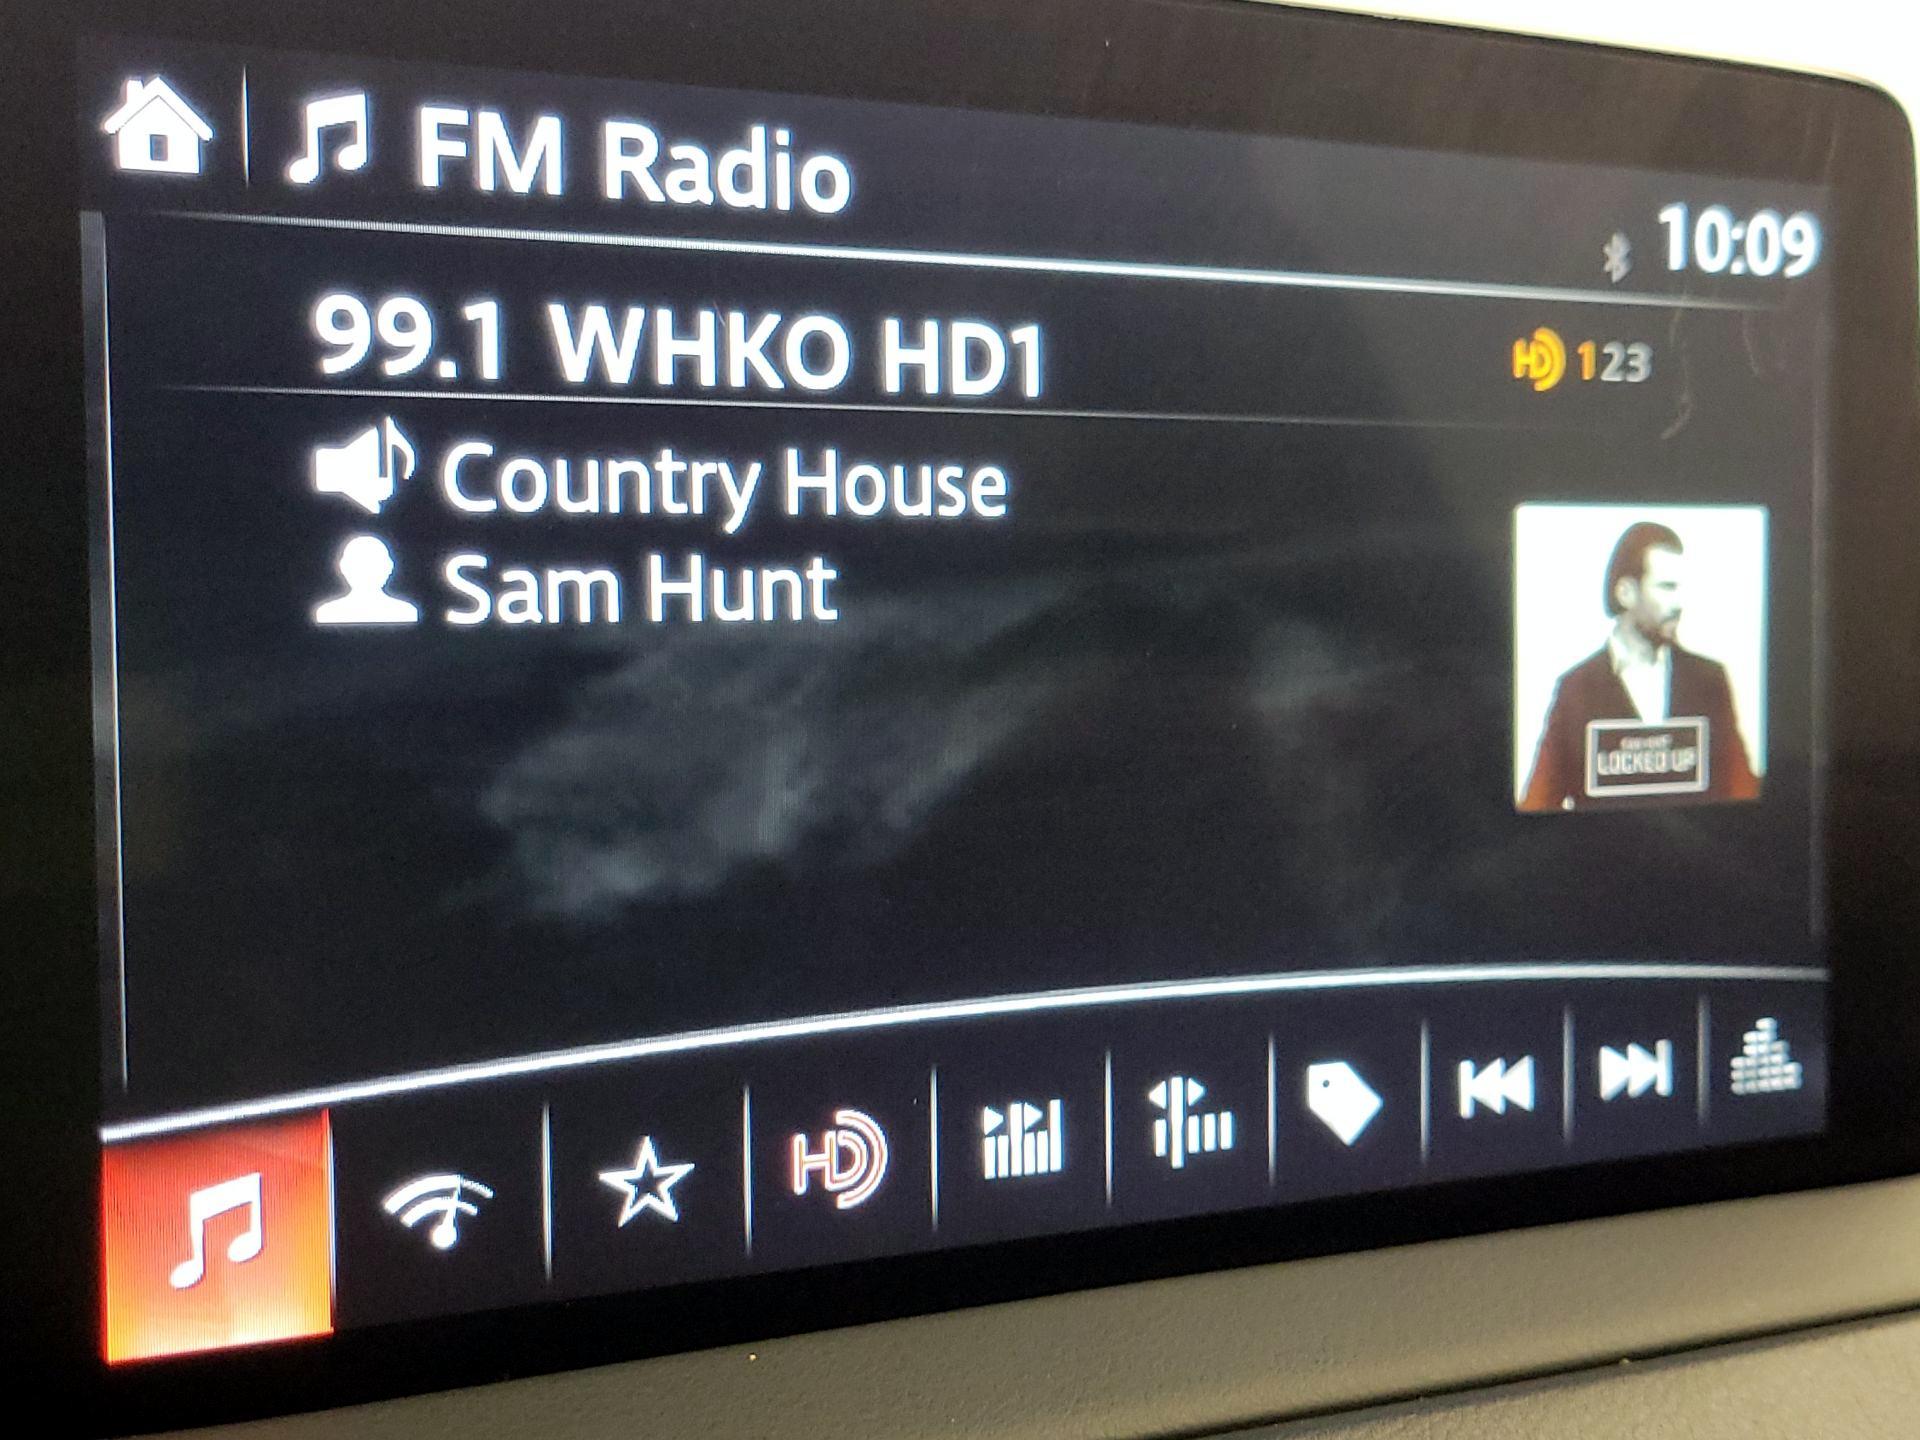 FM Radio
10:09
99.1 WHKO HD1
HD 123
Country House
Sam Hunt
LOCKED UP
HD